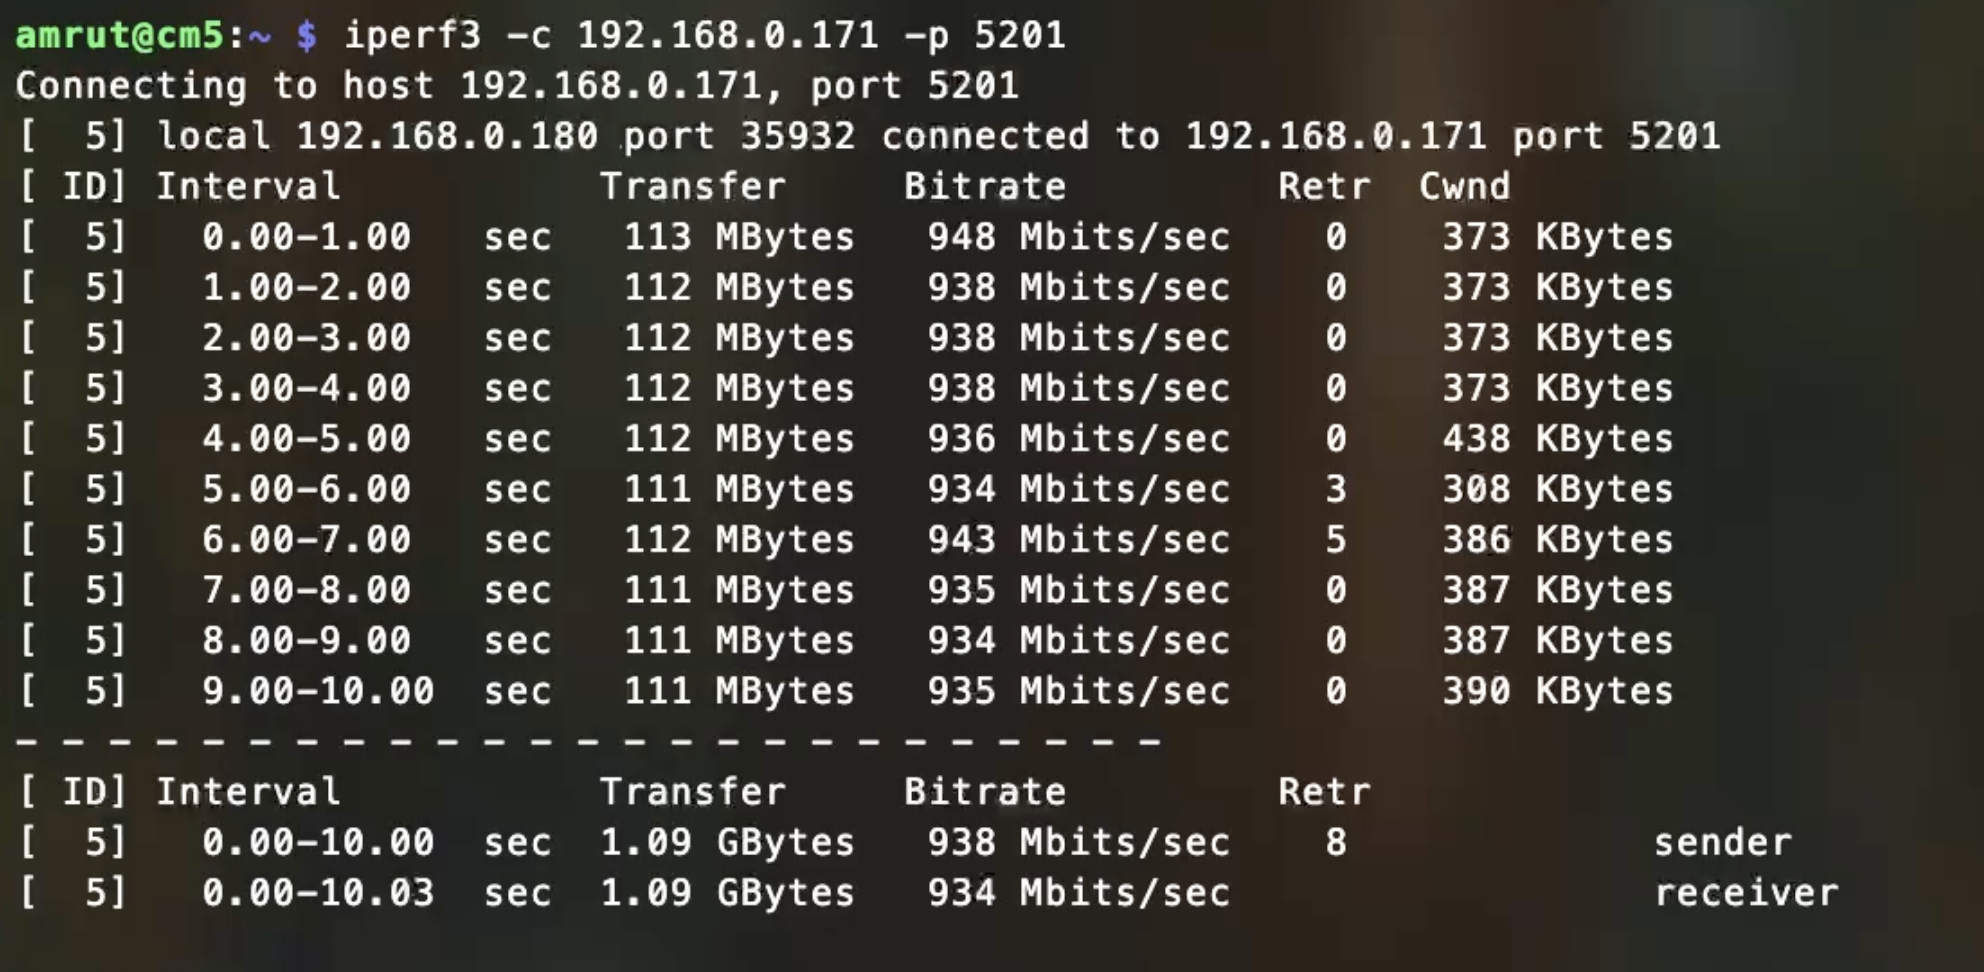 amrut@cm5:~ $ iperf3 -c 192.168.0.171 -p 5201
Connecting to host 192.168.0.171, port 5201
[  5] local 192.168.0.180 port 35932 connected to 192.168.0.171 port 5201
[ ID] Interval           Transfer     Bitrate         Retr  Cwnd
[  5]   0.00-1.00   sec   113 MBytes   948 Mbits/sec    0    373 KBytes
[  5]   1.00-2.00   sec   112 MBytes   938 Mbits/sec    0    373 KBytes
[  5]   2.00-3.00   sec   112 MBytes   938 Mbits/sec    0    373 KBytes
[  5]   3.00-4.00   sec   112 MBytes   938 Mbits/sec    0    373 KBytes
[  5]   4.00-5.00   sec   112 MBytes   936 Mbits/sec    0    438 KBytes
[  5]   5.00-6.00   sec   111 MBytes   934 Mbits/sec    3    308 KBytes
[  5]   6.00-7.00   sec   112 MBytes   943 Mbits/sec    5    386 KBytes
[  5]   7.00-8.00   sec   111 MBytes   935 Mbits/sec    0    387 KBytes
[  5]   8.00-9.00   sec   111 MBytes   934 Mbits/sec    0    387 KBytes
[  5]   9.00-10.00  sec   111 MBytes   935 Mbits/sec    0    390 KBytes
- - - - - - - - - - - - - - - - - - - - - - - - -
[ ID] Interval           Transfer     Bitrate         Retr
[  5]   0.00-10.00  sec  1.09 GBytes   938 Mbits/sec    8             sender
[  5]   0.00-10.03  sec  1.09 GBytes   934 Mbits/sec                  receiver